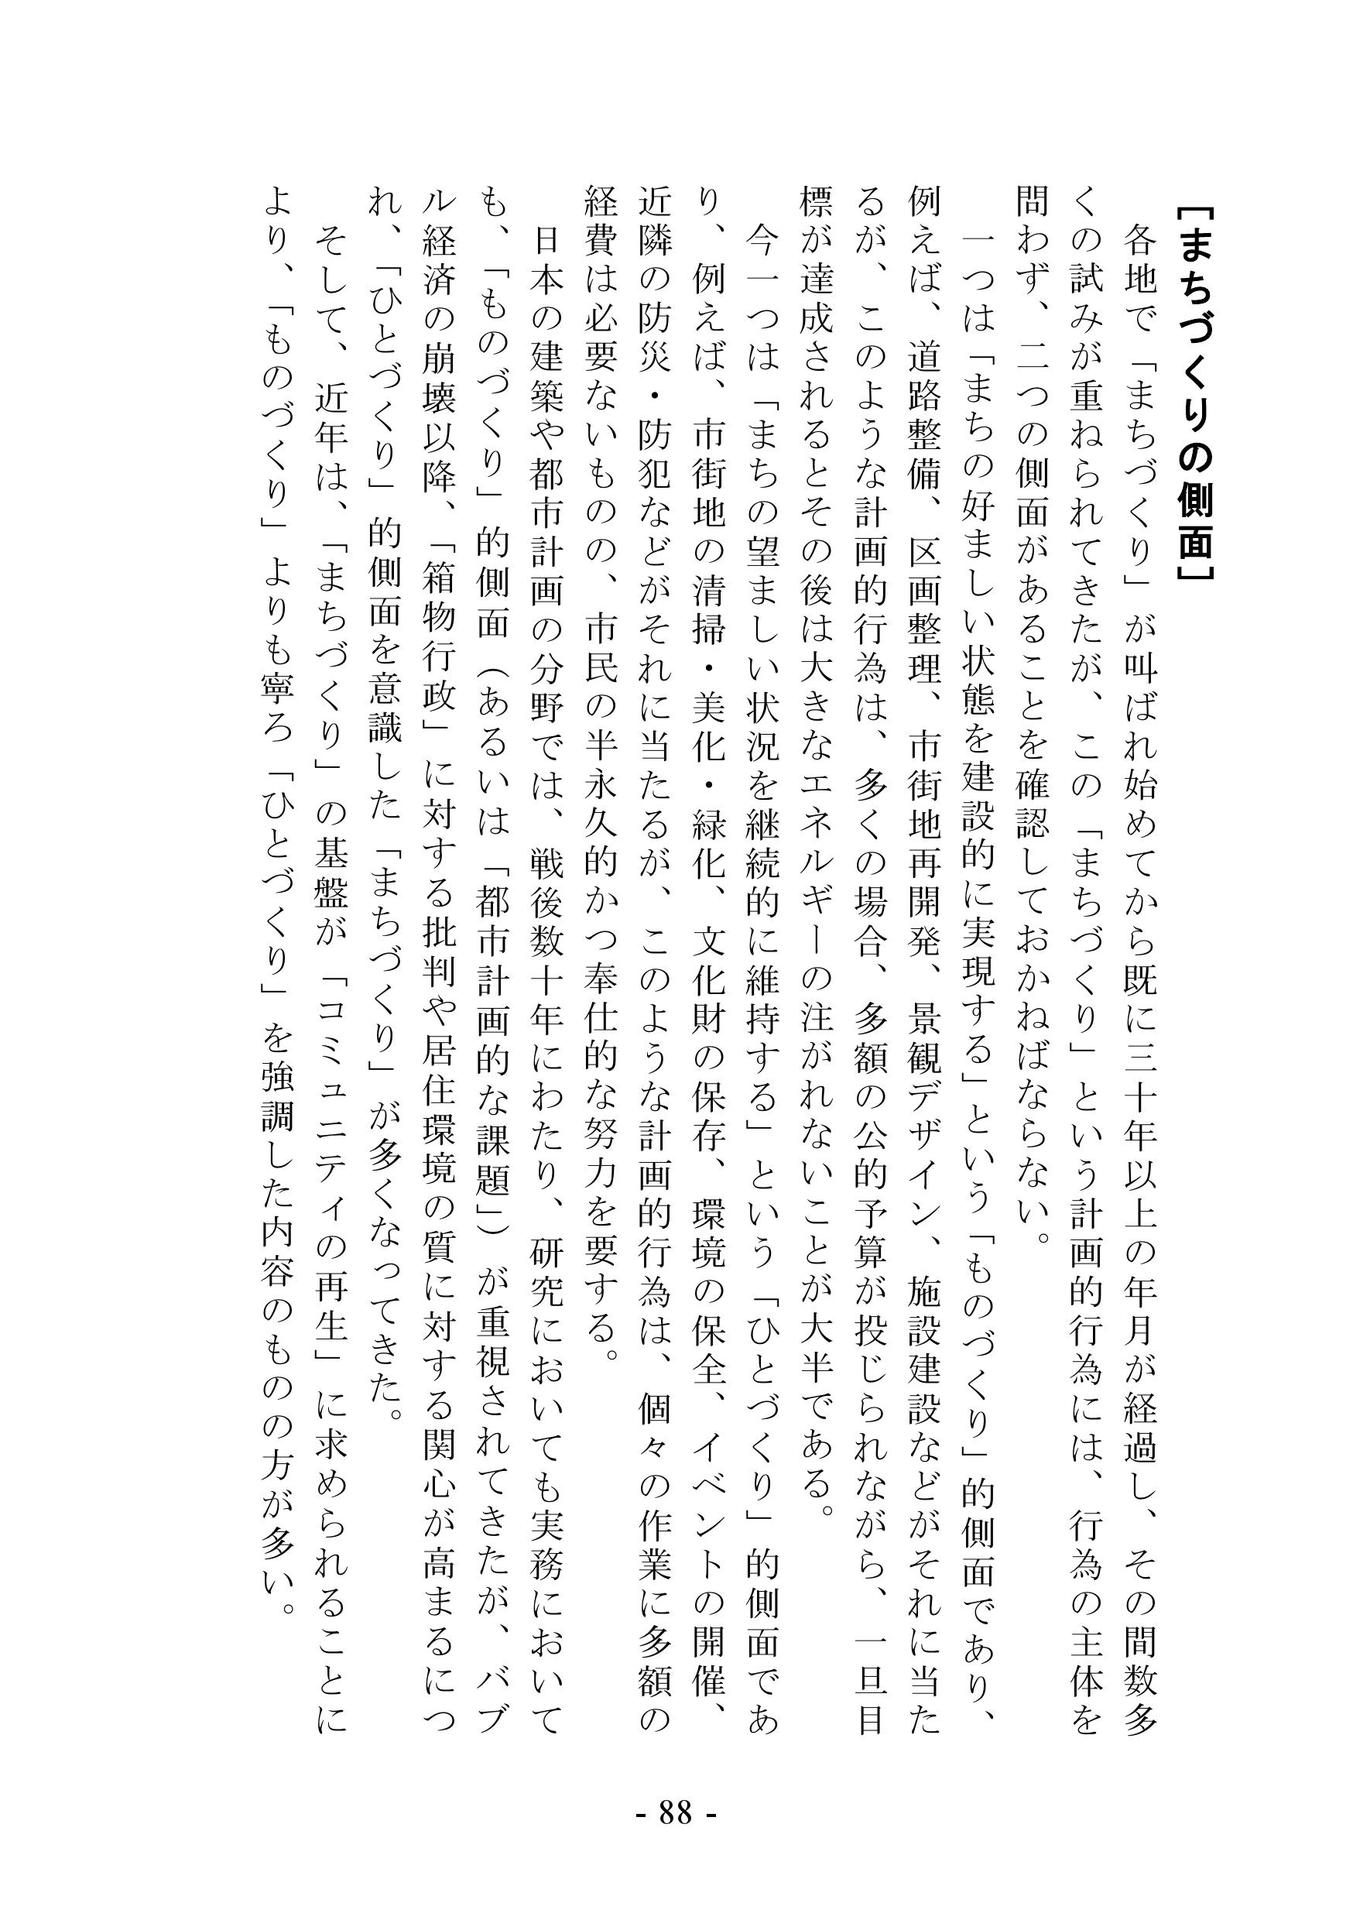 ［まちづくりの側面］
　各地で「まちづくり」が叫ばれ始めてから既に三十年以上の年月が経過し、その間数多
くの試みが重ねられてきたが、この「まちづくり」という計画的行為には、行為の主体を
問わず、二つの側面があることを確認しておかねばならない。
　一つは「まちの好ましい状態を建設的に実現する」という「ものづくり」的側面であり、
例えば、道路整備、区画整理、市街地再開発、景観デザイン、施設建設などがそれに当た
るが、このような計画的行為は、多くの場合、多額の公的予算が投じられながら、一旦目
標が達成されるとその後は大きなエネルギーの注がれないことが大半である。
　今一つは「まちの望ましい状況を継続的に維持する」という「ひとづくり」的側面であ
り、例えば、市街地の清掃・美化・緑化、文化財の保存、環境の保全、イベントの開催、
近隣の防災・防犯などがそれに当たるが、このような計画的行為は、個々の作業に多額の
経費は必要ないものの、市民の半永久的かつ奉仕的な努力を要する。
　日本の建築や都市計画の分野では、戦後数十年にわたり、研究においても実務において
も、「ものづくり」的側面（あるいは「都市計画的な課題」）が重視されてきたが、バブ
ル経済の崩壊以降、「箱物行政」に対する批判や居住環境の質に対する関心が高まるにつ
れ、「ひとづくり」的側面を意識した「まちづくり」が多くなってきた。
　そして、近年は、「まちづくり」の基盤が「コミュニティの再生」に求められることに
より、「ものづくり」よりも寧ろ「ひとづくり」を強調した内容のものの方が多い。
- 88 -